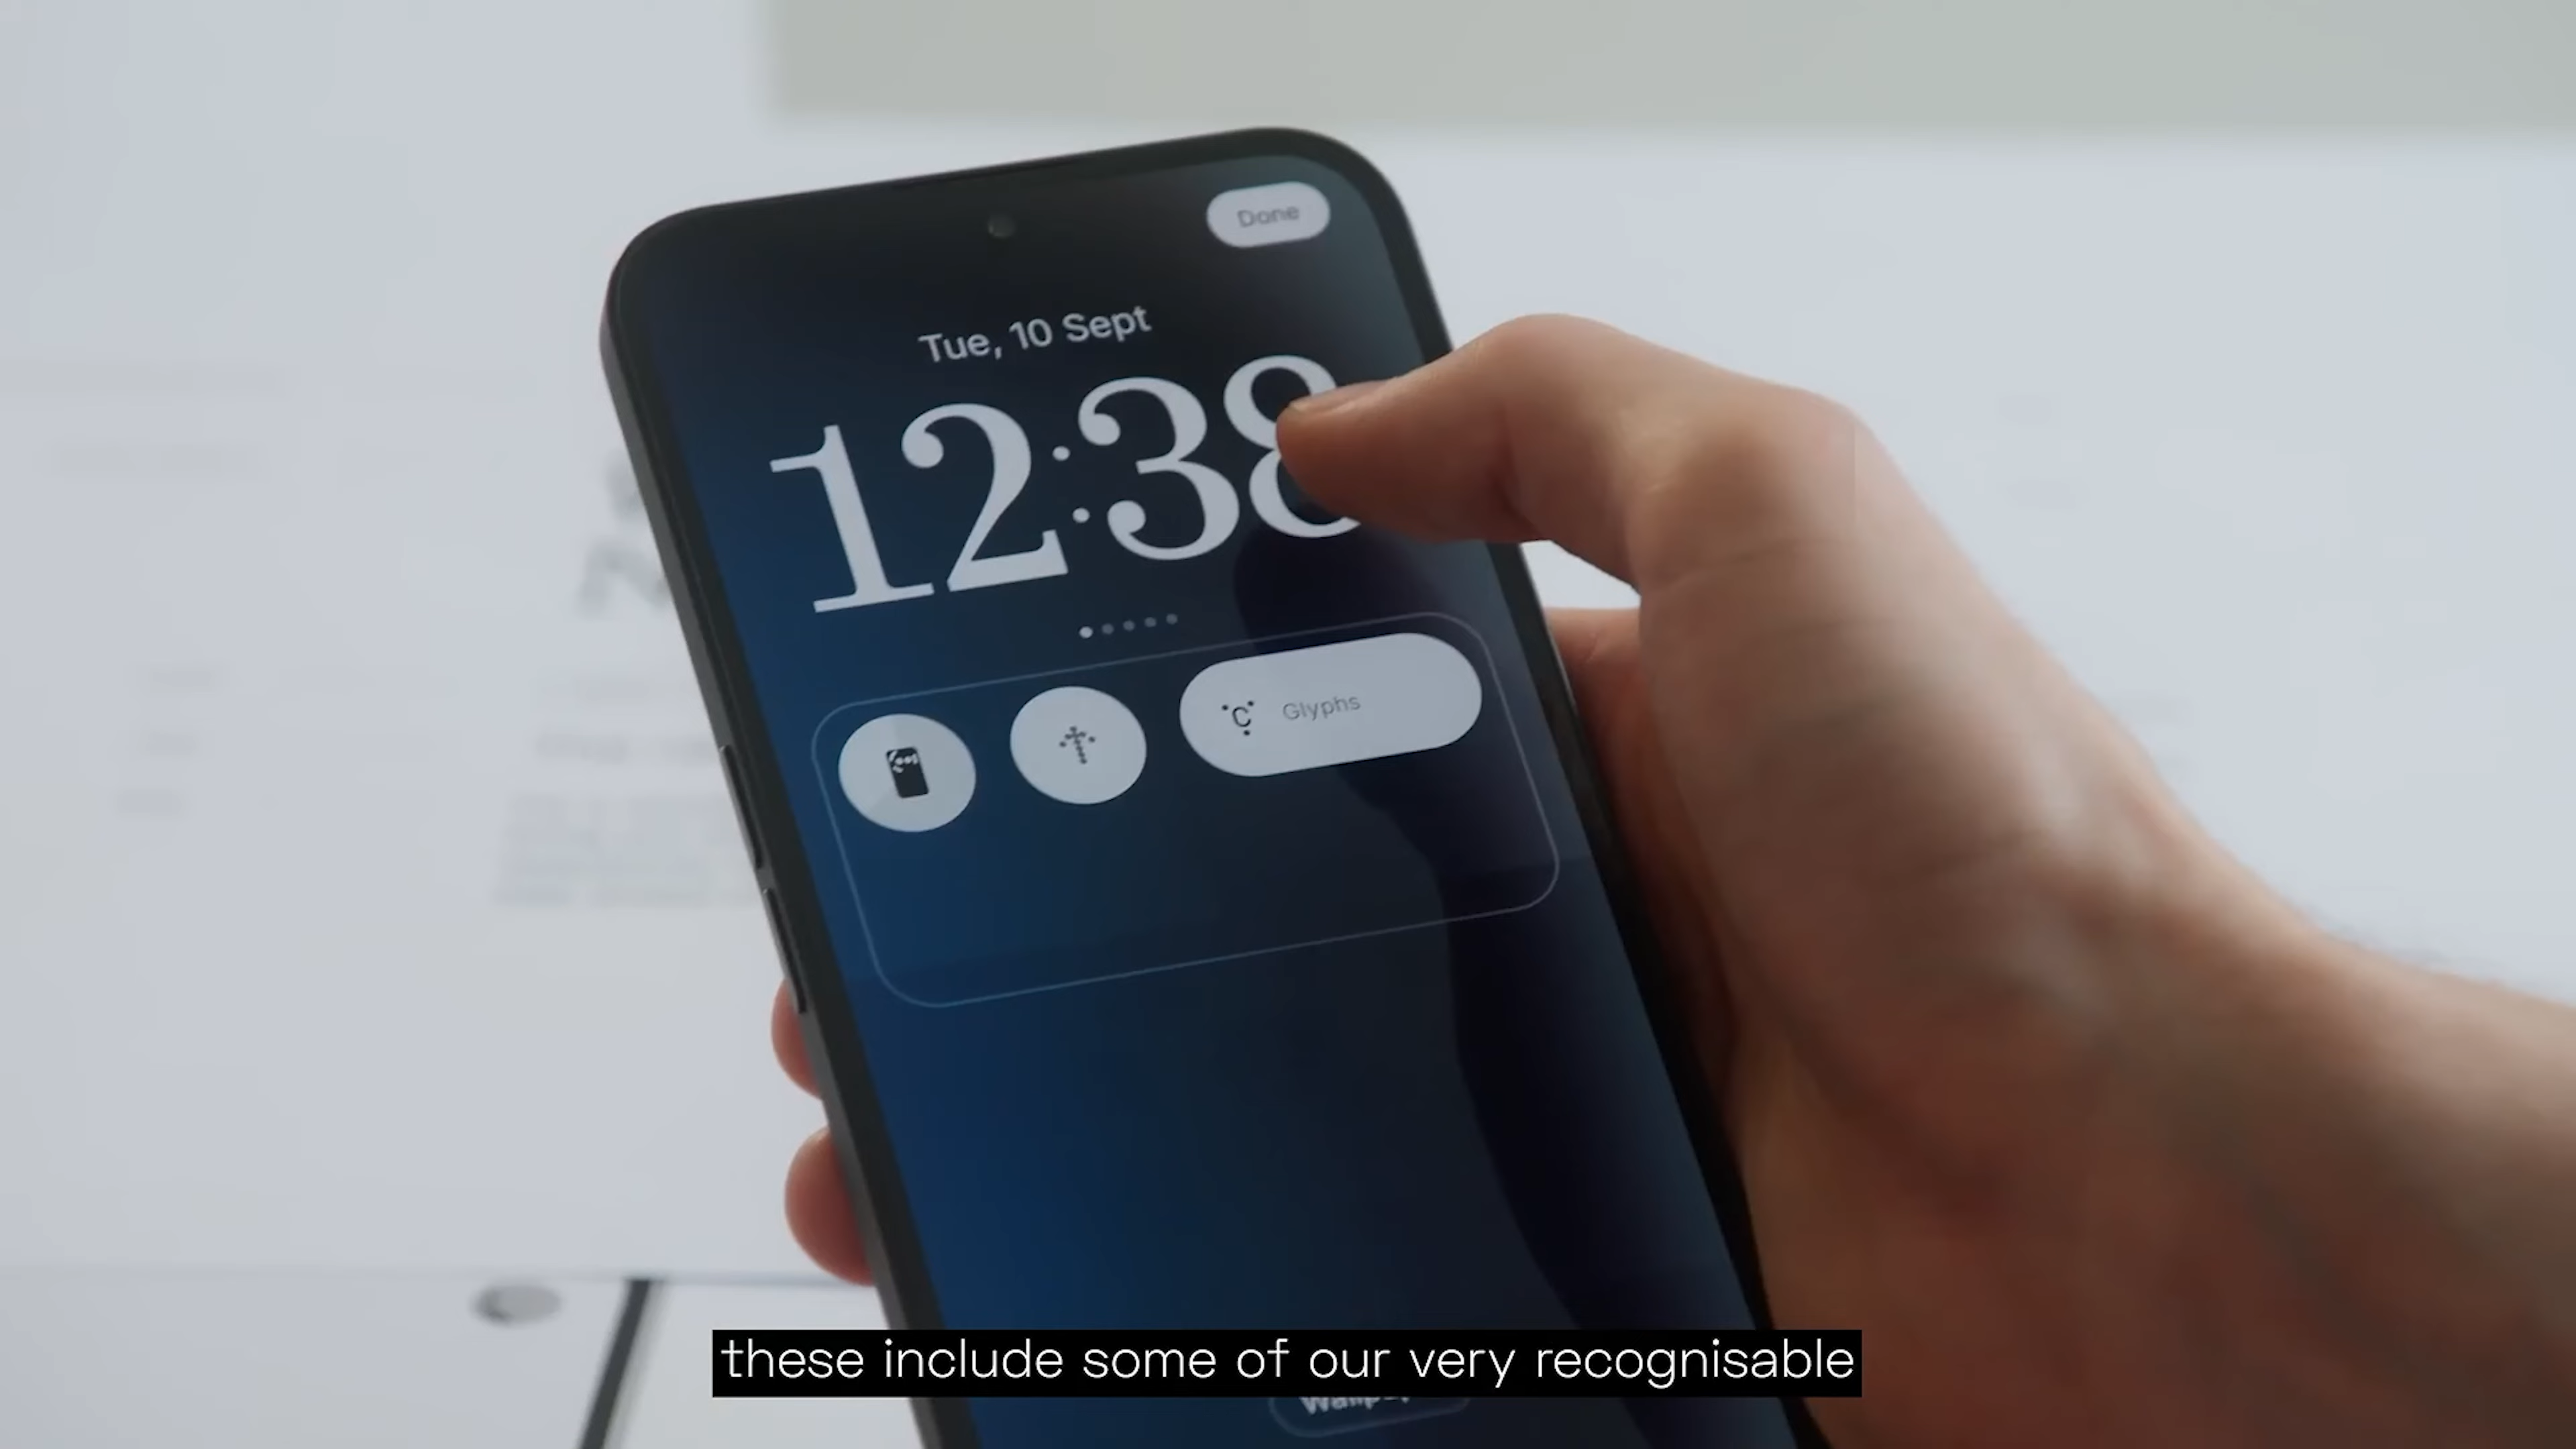 Done
Tue, 10 Sept
12:38
C Glyphs
these include some of our very recognisable